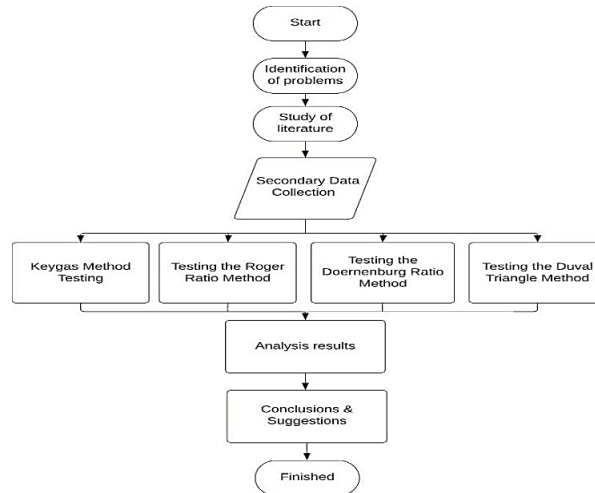 Start
Identification
of problems
Study of
literature
Secondary Data
Collection
Keygas Method
Testing
Testing the Roger
Ratio Method
Testing the
Doernenburg Ratio
Method
Testing the Duval
Triangle Method
Analysis results
Conclusions &
Suggestions
Finished